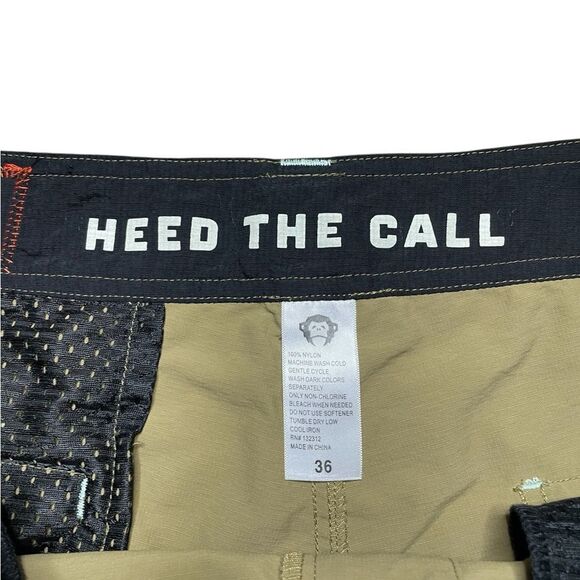 HEED THE CALL
100% NYLON
MACHINE WASH COLD
GENTLE CYCLE
WASH DARK COLORS
SEPARATELY
ONLY NON-CHLORINE
BLEACH WHEN NEEDED
DO NOT USE SOFTENER
TUMBLE DRY LOW
COOL IRON
RN# 132312
MADE IN CHINA
36